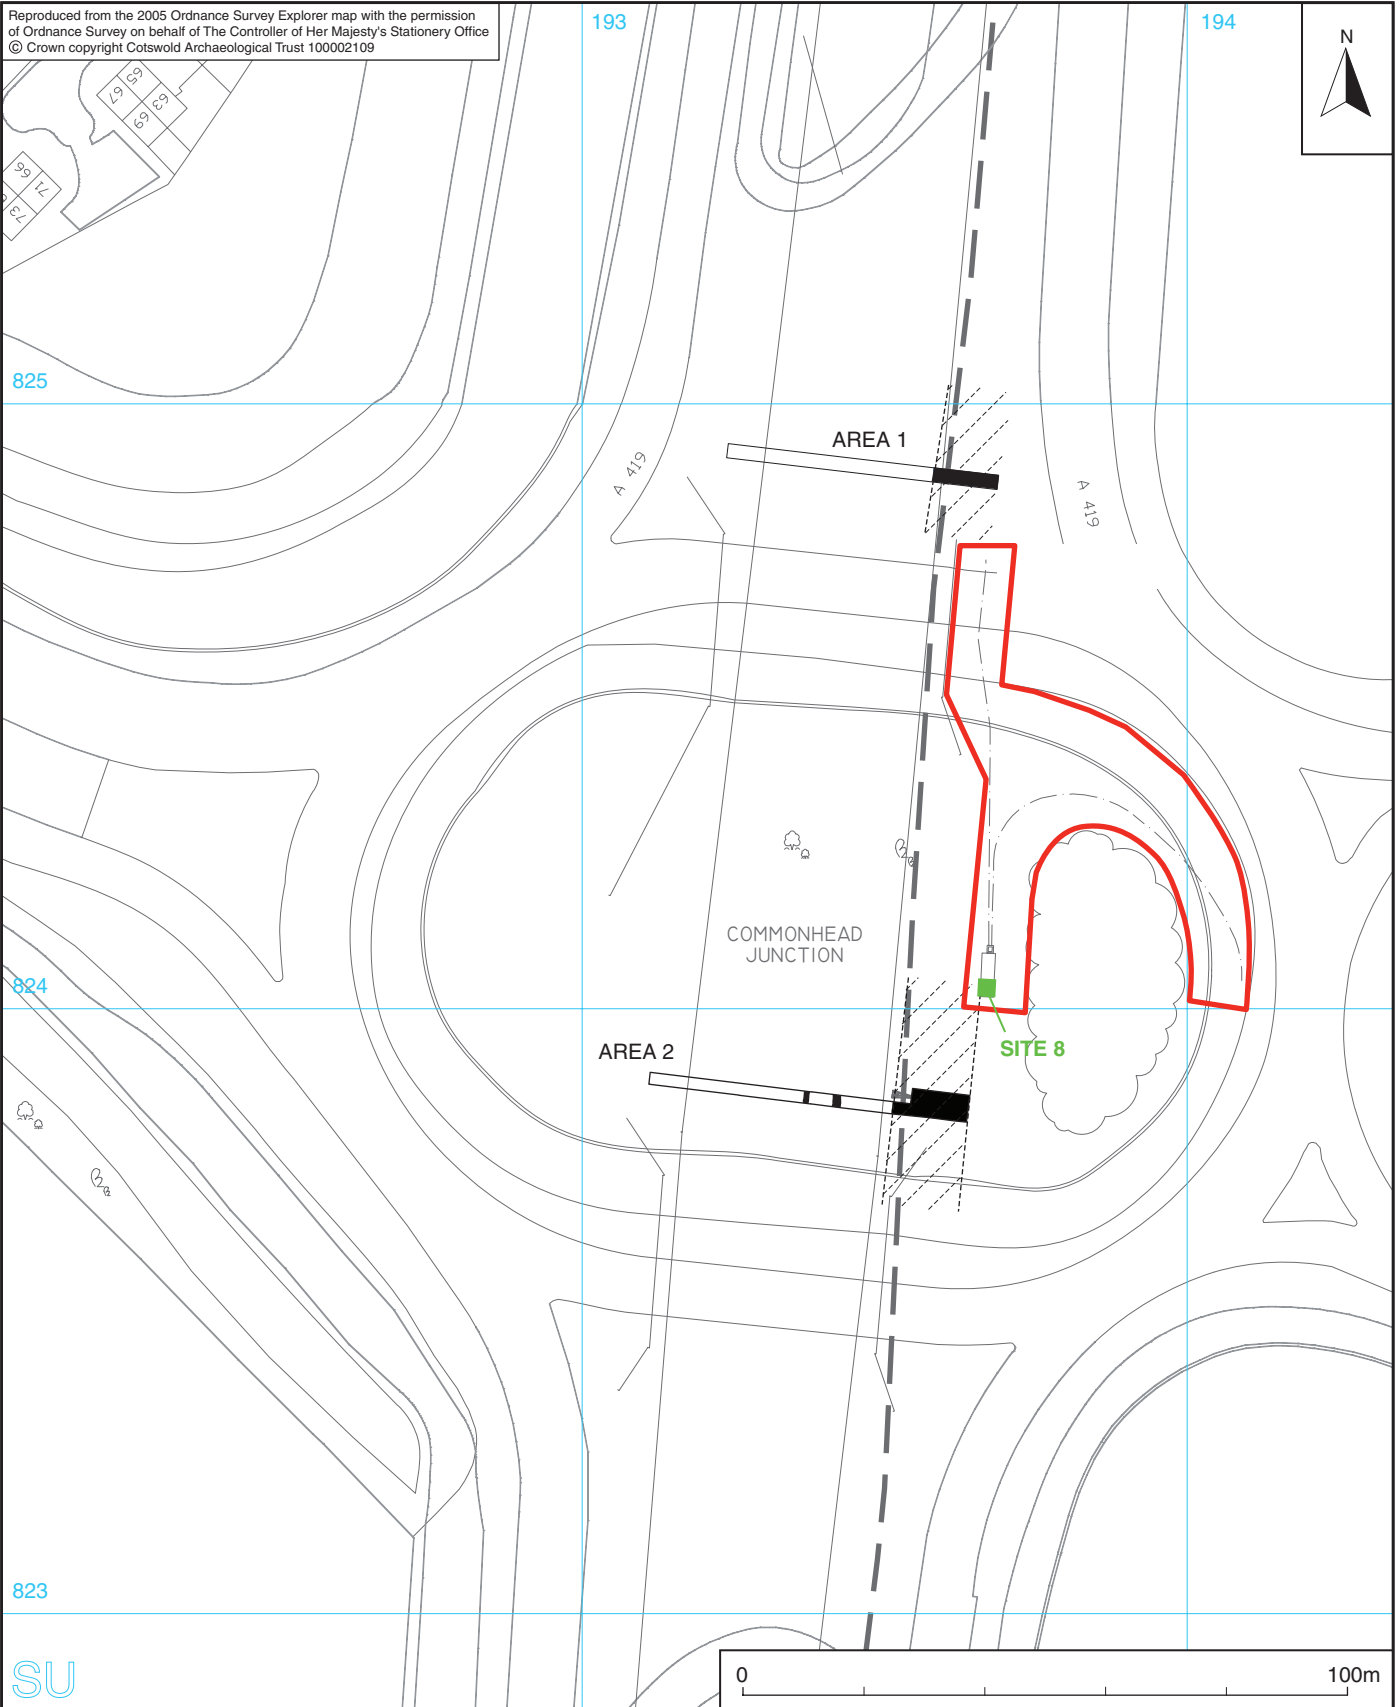 Reproduced from the 2005 Ordnance Survey Explorer map with the permission
of Ordnance Survey on behalf of The Controller of Her Majesty's Stationery Office
© Crown copyright Cotswold Archaeological Trust 100002109
193
194
N
65
67
63
69
66
71
73
825
AREA 1
A 419
A 419
COMMONHEAD
JUNCTION
824
SITE 8
AREA 2
823
SU
0
100m